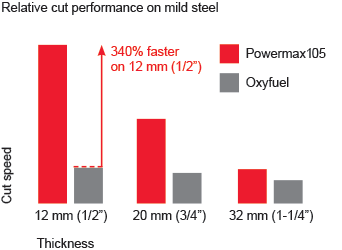 Relative cut performance on mild steel
340% faster
on 12 mm (1/2”)
Powermax105
Oxyfuel
Cut speed
12 mm (1/2”) 20 mm (3/4”) 32 mm (1-1/4”)
Thickness